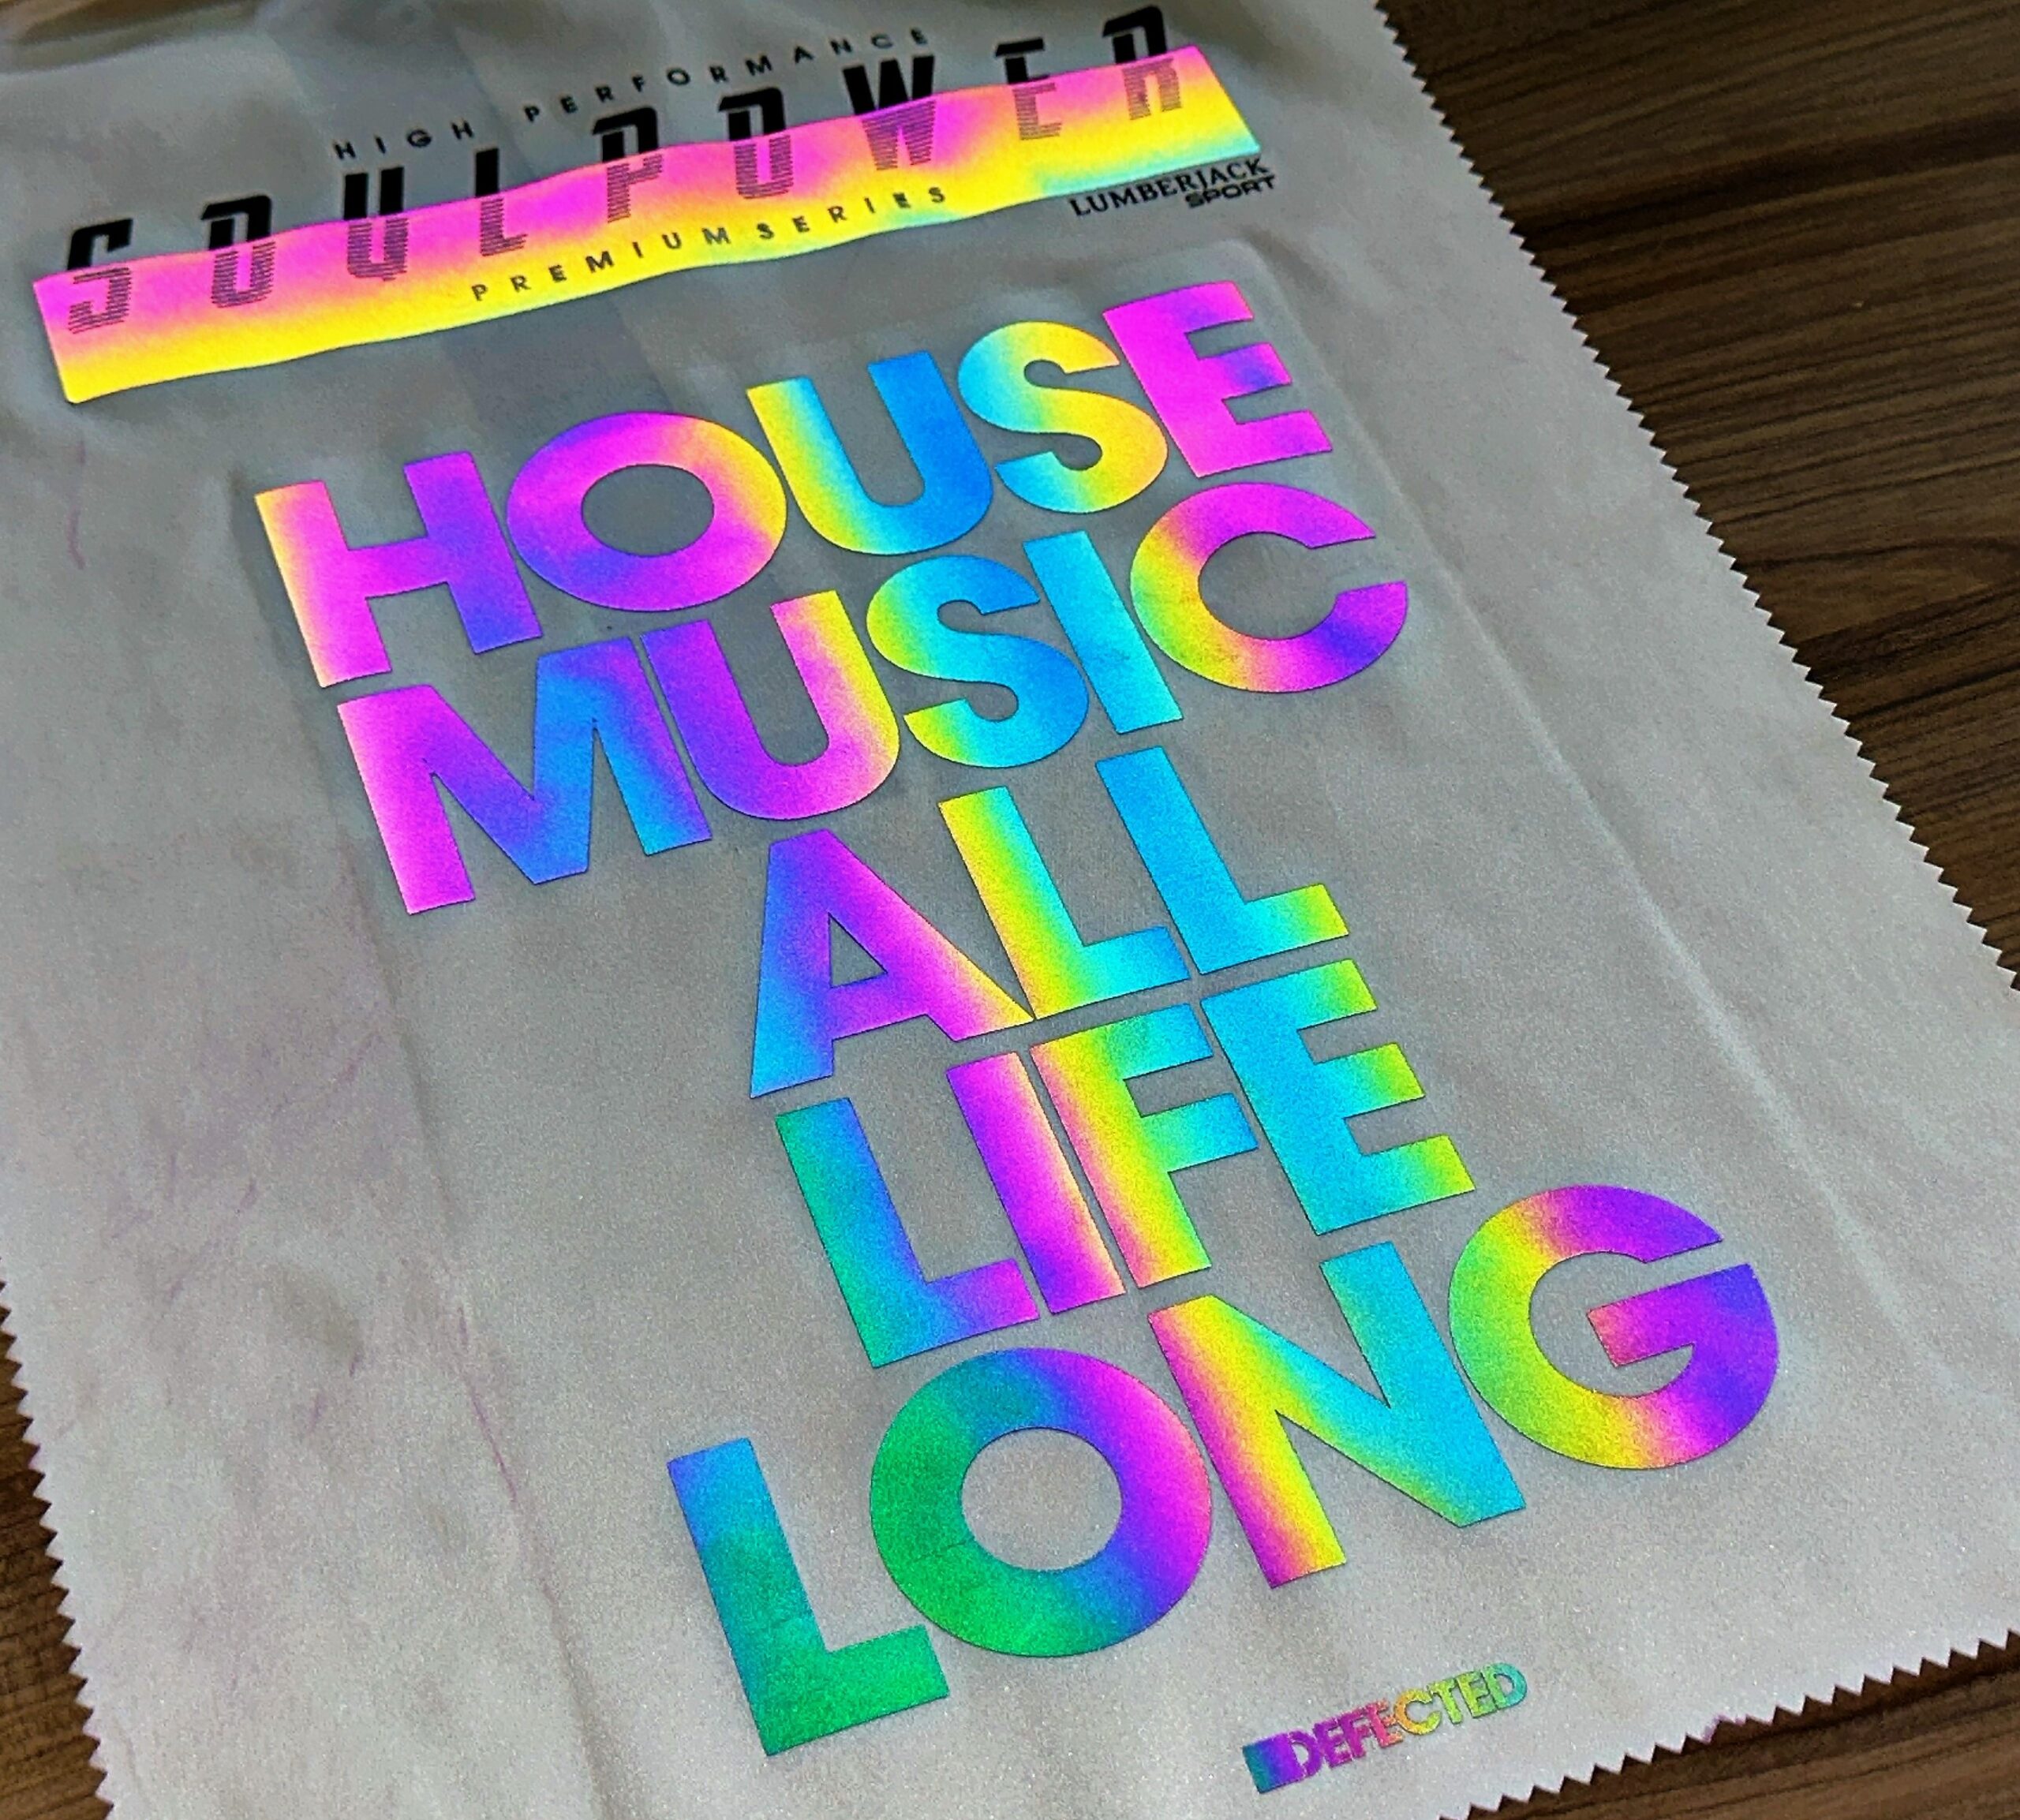 HIGH PERFORMANCE
SOULPOWER
PREMIUM SERIES
LUMBERJACK
SPORT
HOUSE
MUSIC
ALL
LIFE
LONG
DEFECTED